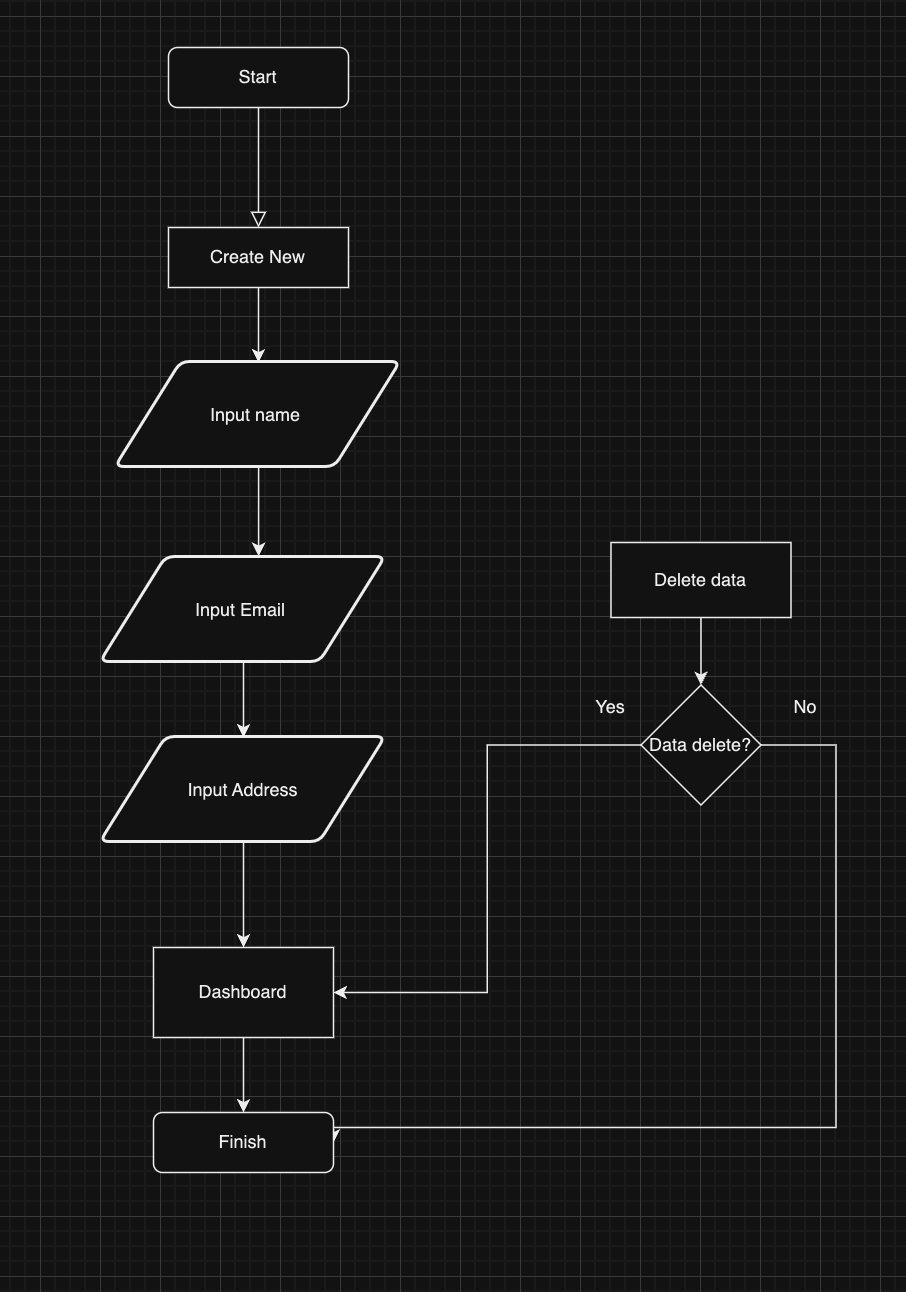 Start
Create New
Input name
Input Email
Delete data
Yes
No
Data delete?
Input Address
Dashboard
Finish